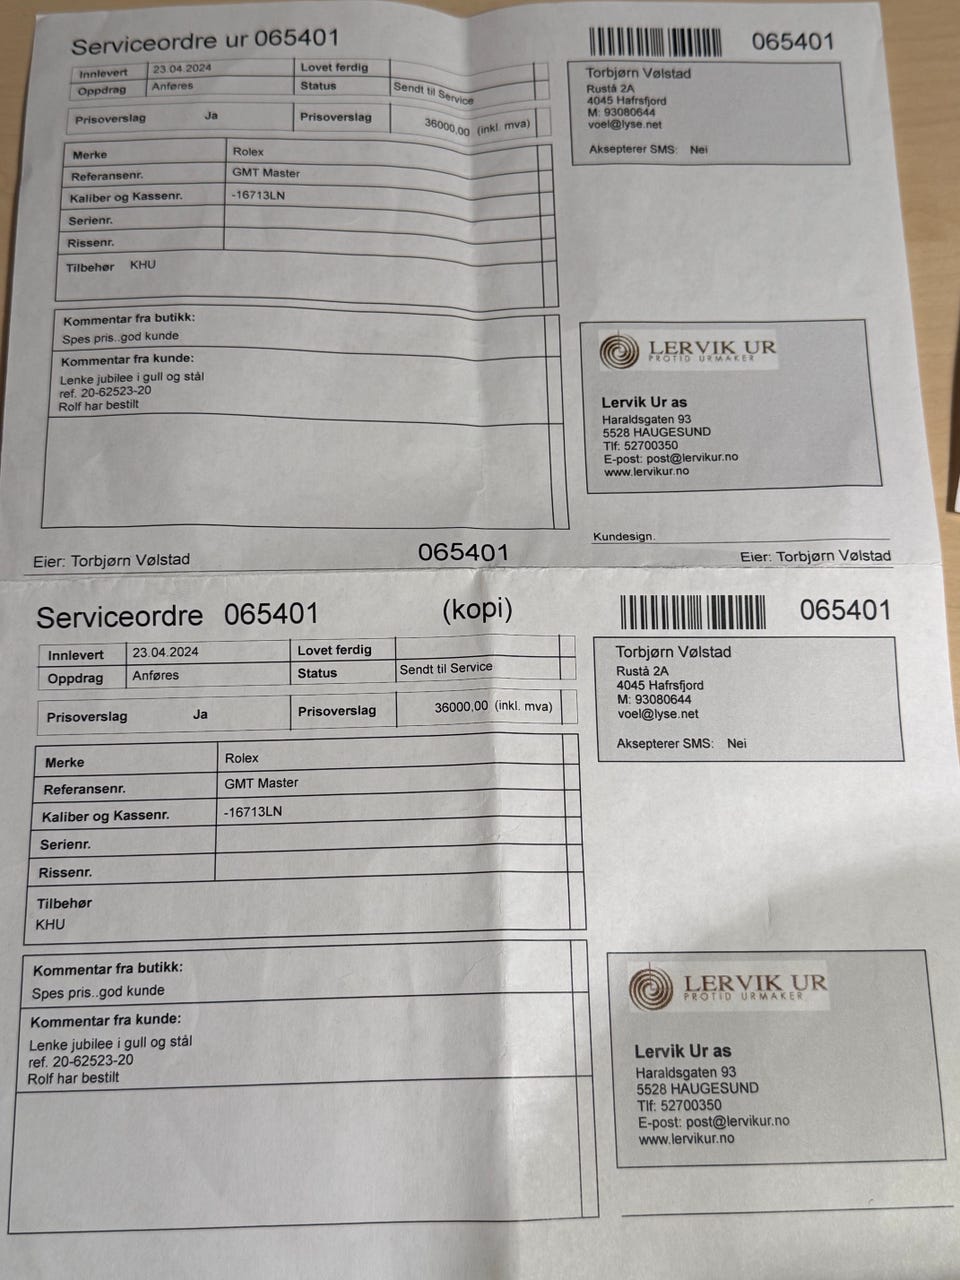 Serviceordre ur 065401
065401
Innlevert 23.04.2024 Lovet ferdig
Oppdrag Anføres Status Sendt til Service
Prisoverslag Ja Prisoverslag 36000,00 (inkl. mva)
Torbjørn Vølstad
Rustå 2A
4045 Hafrsfjord
M: 93080644
voel@lyse.net
Aksepterer SMS: Nei
Merke Rolex
Referansenr. GMT Master
Kaliber og Kassenr. -16713LN
Serienr.
Rissenr.
Tilbehør KHU
Kommentar fra butikk:
Spes pris..god kunde
Kommentar fra kunde:
Lenke jubilee i gull og stål
ref. 20-62523-20
Rolf har bestilt
LERVIK UR
PROTID URMAKER
Lervik Ur as
Haraldsgaten 93
5528 HAUGESUND
Tlf: 52700350
E-post: post@lervikur.no
www.lervikur.no
Kundesign.
Eier: Torbjørn Vølstad 065401 Eier: Torbjørn Vølstad
Serviceordre 065401 (kopi)
065401
Innlevert 23.04.2024 Lovet ferdig
Oppdrag Anføres Status Sendt til Service
Prisoverslag Ja Prisoverslag 36000,00 (inkl. mva)
Torbjørn Vølstad
Rustå 2A
4045 Hafrsfjord
M: 93080644
voel@lyse.net
Aksepterer SMS: Nei
Merke Rolex
Referansenr. GMT Master
Kaliber og Kassenr. -16713LN
Serienr.
Rissenr.
Tilbehør
KHU
Kommentar fra butikk:
Spes pris..god kunde
Kommentar fra kunde:
Lenke jubilee i gull og stål
ref. 20-62523-20
Rolf har bestilt
LERVIK UR
PROTID URMAKER
Lervik Ur as
Haraldsgaten 93
5528 HAUGESUND
Tlf: 52700350
E-post: post@lervikur.no
www.lervikur.no